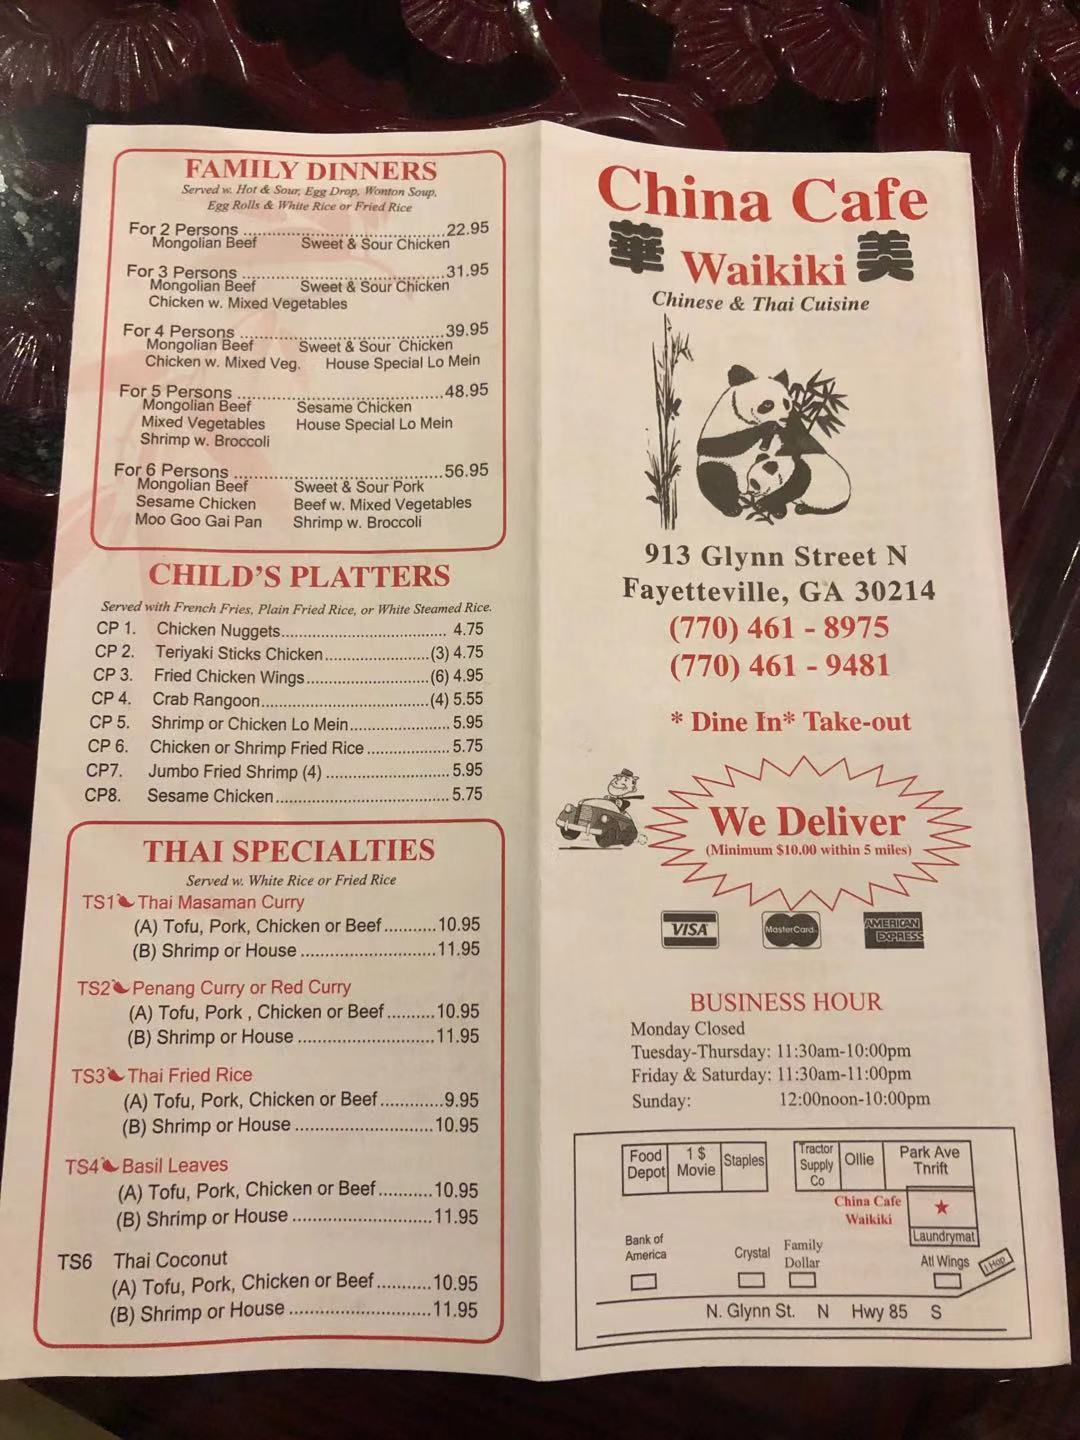 FAMILY DINNERS
Served w. Hot & Sour, Egg Drop, Wonton Soup,
Egg Rolls & White Rice or Fried Rice
For 2 Persons ..................................22.95
Mongolian Beef Sweet & Sour Chicken
For 3 Persons ..................................31.95
Mongolian Beef Sweet & Sour Chicken
Chicken w. Mixed Vegetables
For 4 Persons ..................................39.95
Mongolian Beef Sweet & Sour Chicken
Chicken w. Mixed Veg. House Special Lo Mein
For 5 Persons ..................................48.95
Mongolian Beef Sesame Chicken
Mixed Vegetables House Special Lo Mein
Shrimp w. Broccoli
For 6 Persons ..................................56.95
Mongolian Beef Sweet & Sour Pork
Sesame Chicken Beef w. Mixed Vegetables
Moo Goo Gai Pan Shrimp w. Broccoli
CHILD'S PLATTERS
Served with French Fries, Plain Fried Rice, or White Steamed Rice.
CP 1. Chicken Nuggets................................ 4.75
CP 2. Teriyaki Sticks Chicken....................(3) 4.75
CP 3. Fried Chicken Wings........................(6) 4.95
CP 4. Crab Rangoon................................(4) 5.55
CP 5. Shrimp or Chicken Lo Mein.................... 5.95
CP 6. Chicken or Shrimp Fried Rice ................ 5.75
CP7. Jumbo Fried Shrimp (4) ........................ 5.95
CP8. Sesame Chicken.................................. 5.75
THAI SPECIALTIES
Served w. White Rice or Fried Rice
TS1 Thai Masaman Curry
(A) Tofu, Pork, Chicken or Beef...........10.95
(B) Shrimp or House ............................11.95
TS2 Penang Curry or Red Curry
(A) Tofu, Pork , Chicken or Beef..........10.95
(B) Shrimp or House ............................11.95
TS3 Thai Fried Rice
(A) Tofu, Pork, Chicken or Beef.............9.95
(B) Shrimp or House ............................10.95
TS4 Basil Leaves
(A) Tofu, Pork, Chicken or Beef...........10.95
(B) Shrimp or House ............................11.95
TS6 Thai Coconut
(A) Tofu, Pork, Chicken or Beef...........10.95
(B) Shrimp or House ............................11.95
China Cafe
華 Waikiki 美
Chinese & Thai Cuisine
913 Glynn Street N
Fayetteville, GA 30214
(770) 461 - 8975
(770) 461 - 9481
* Dine In* Take-out
We Deliver
(Minimum $10.00 within 5 miles)
VISA MasterCard AMERICAN EXPRESS
BUSINESS HOUR
Monday Closed
Tuesday-Thursday: 11:30am-10:00pm
Friday & Saturday: 11:30am-11:00pm
Sunday: 12:00noon-10:00pm
Food Depot
1 $ Movie
Staples
Tractor Supply Co
Ollie
Park Ave Thrift
China Cafe
Waikiki
Laundrymat
Bank of America
Crystal
Family Dollar
Atl Wings
I Hop
N. Glynn St. N Hwy 85 S